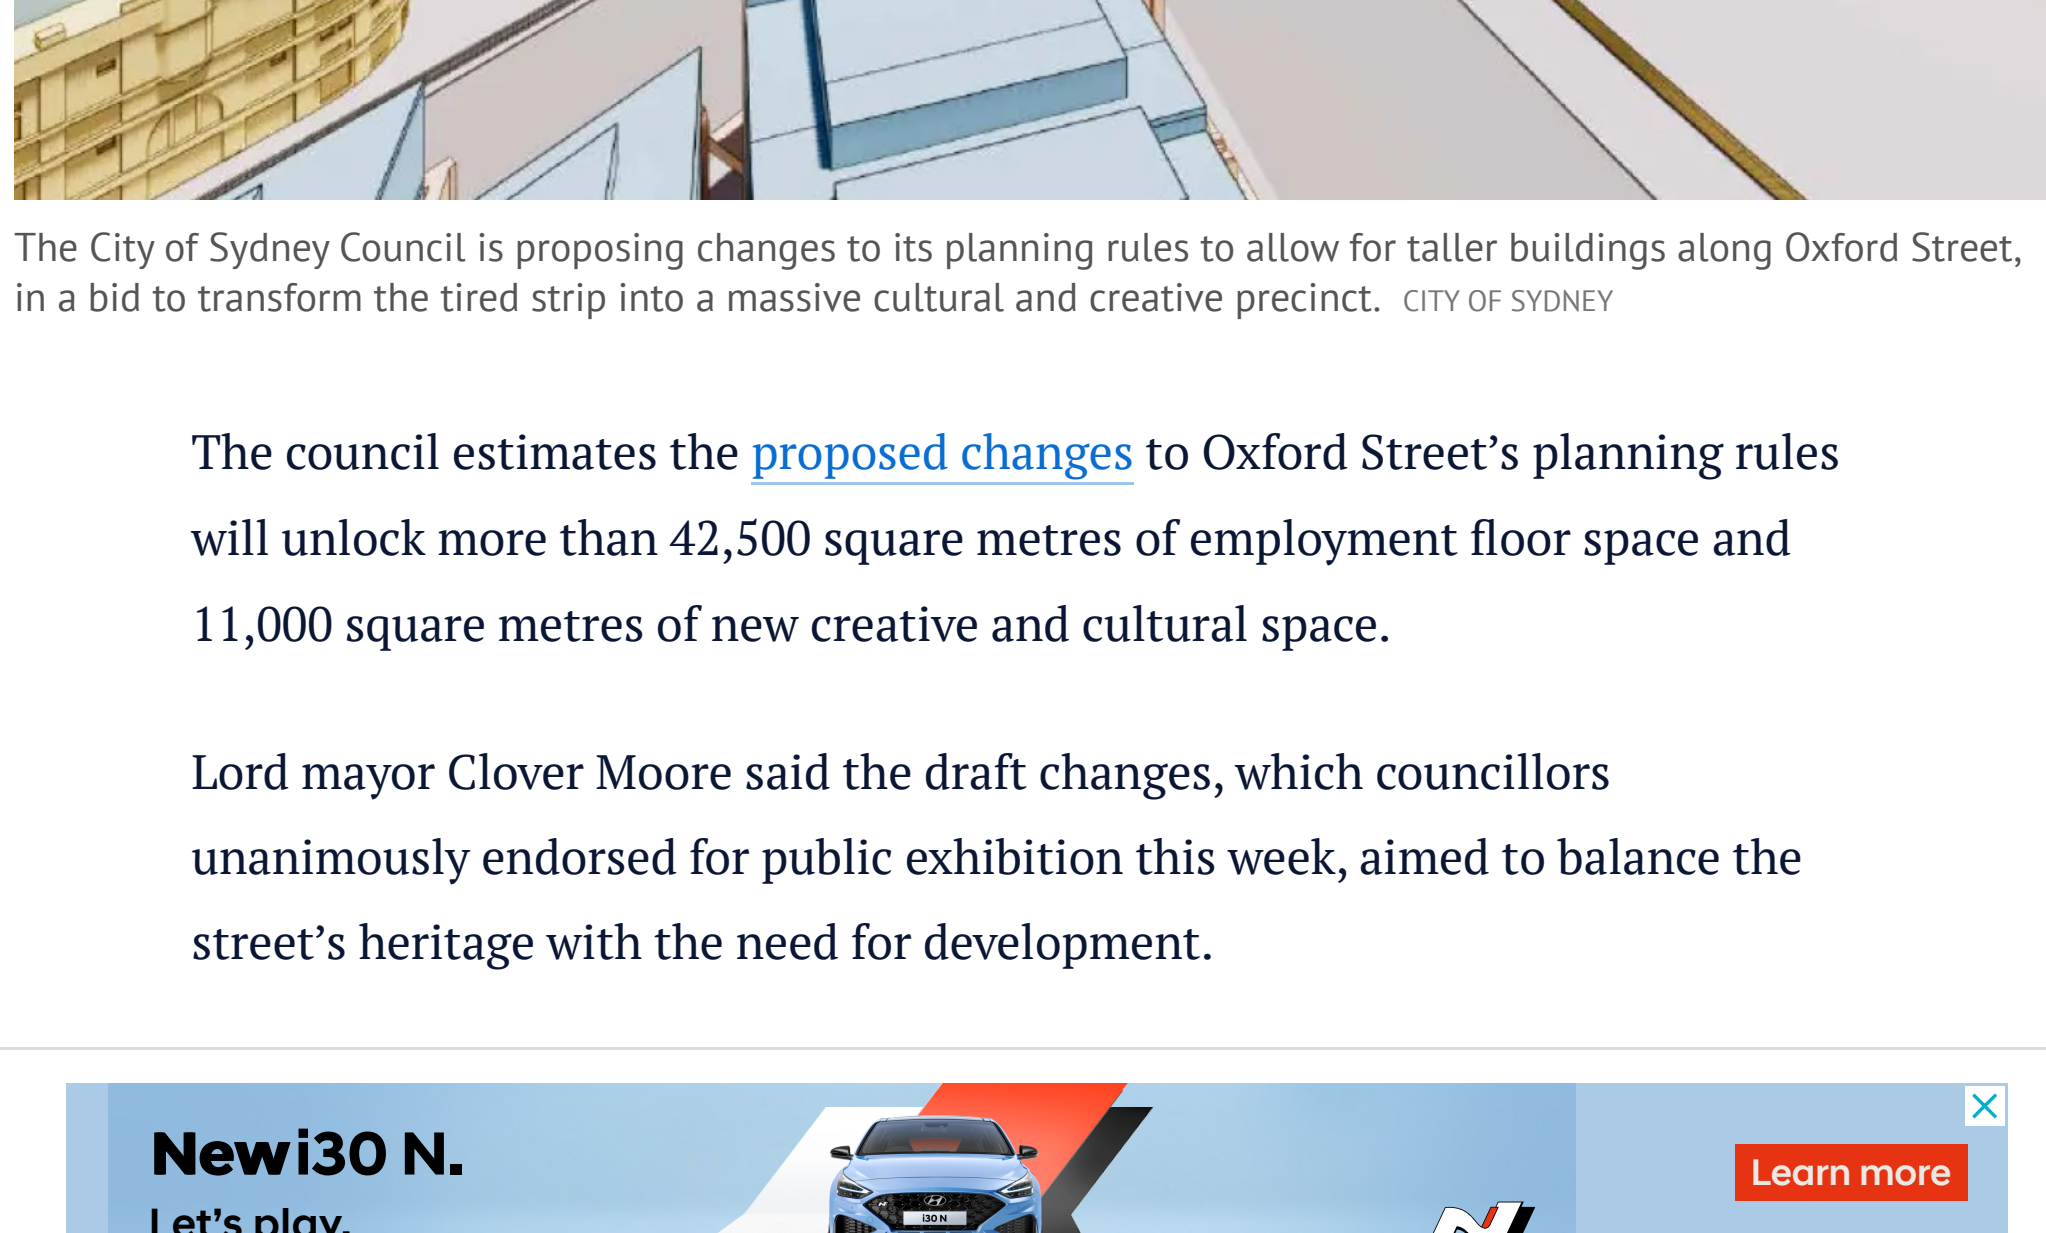 The City of Sydney Council is proposing changes to its planning rules to allow for taller buildings along Oxford Street,
in a bid to transform the tired strip into a massive cultural and creative precinct. CITY OF SYDNEY
The council estimates the proposed changes to Oxford Street’s planning rules
will unlock more than 42,500 square metres of employment floor space and
11,000 square metres of new creative and cultural space.
Lord mayor Clover Moore said the draft changes, which councillors
unanimously endorsed for public exhibition this week, aimed to balance the
street’s heritage with the need for development.
New i30 N.
Let’s play.
i30 N
Learn more